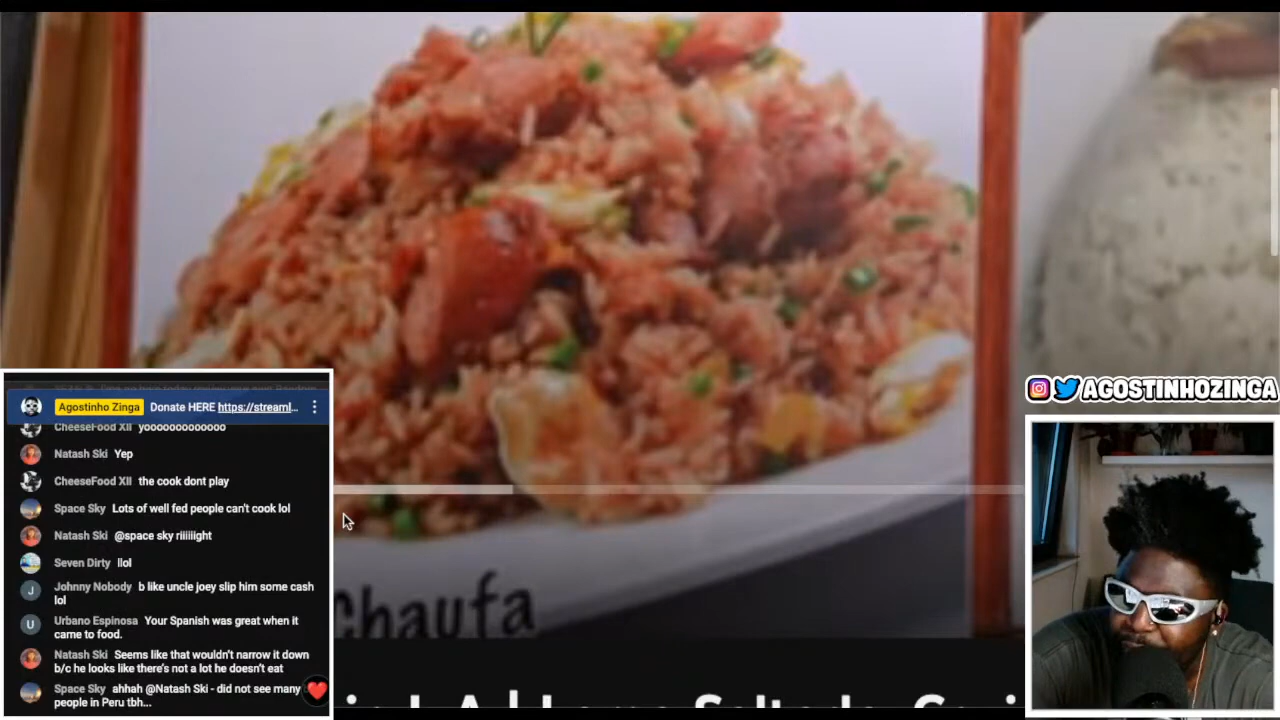 Agostinho Zinga Donate HERE https://streaml...
CheeseFood XII yooooooooooooo
Natash Ski Yep
CheeseFood XII the cook dont play
Space Sky Lots of well fed people can't cook lol
Natash Ski @space sky riiiiight
Seven Dirty llol
Johnny Nobody b like uncle joey slip him some cash
lol
Urbano Espinosa Your Spanish was great when it
came to food.
Natash Ski Seems like that wouldn't narrow it down
b/c he looks like there's not a lot he doesn't eat
Space Sky ahhah @Natash Ski - did not see many
people in Peru tbh...
Chaufa
AGOSTINHOZINGA